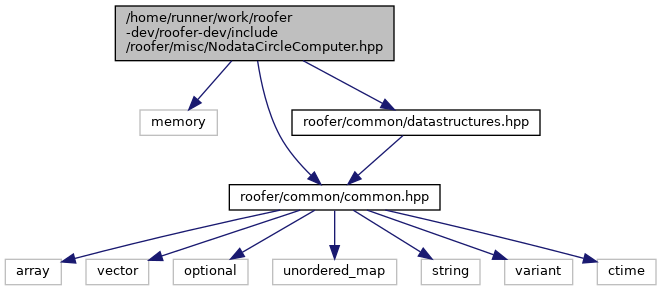 /home/runner/work/roofer
-dev/roofer-dev/include
/roofer/misc/NodataCircleComputer.hpp
memory
roofer/common/datastructures.hpp
roofer/common/common.hpp
array
vector
optional
unordered_map
string
variant
ctime